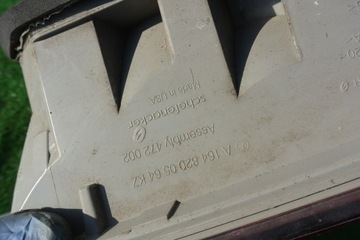 A 164 820 05 64 KZ
Assembly 472 002
schefenacker
Made in USA